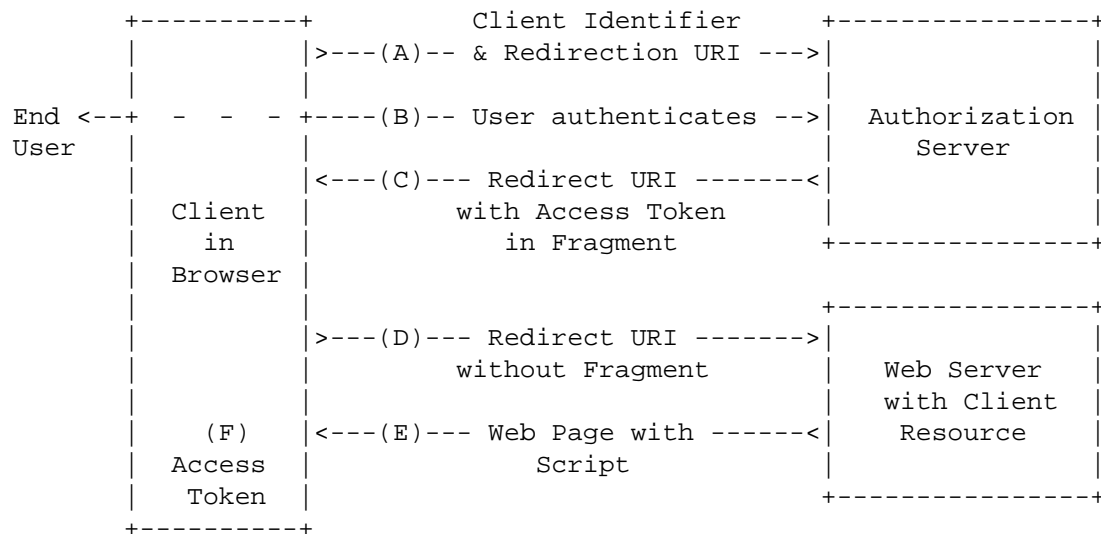 +----------+          Client Identifier     +----------------+
|          |>---(A)-- & Redirection URI --->|                |
|          |                                |                |
End <--+  -  -  - +----(B)-- User authenticates -->|  Authorization |
User   |          |                                |     Server     |
|          |<---(C)--- Redirect URI -------<|                |
|  Client  |         with Access Token      |                |
|    in    |            in Fragment         +----------------+
|  Browser |
|          |                                +----------------+
|          |>---(D)--- Redirect URI ------->|                |
|          |         without Fragment       |   Web Server   |
|          |                                |   with Client  |
|    (F)   |<---(E)--- Web Page with ------<|    Resource    |
|  Access  |              Script            |                |
|   Token  |                                +----------------+
+----------+